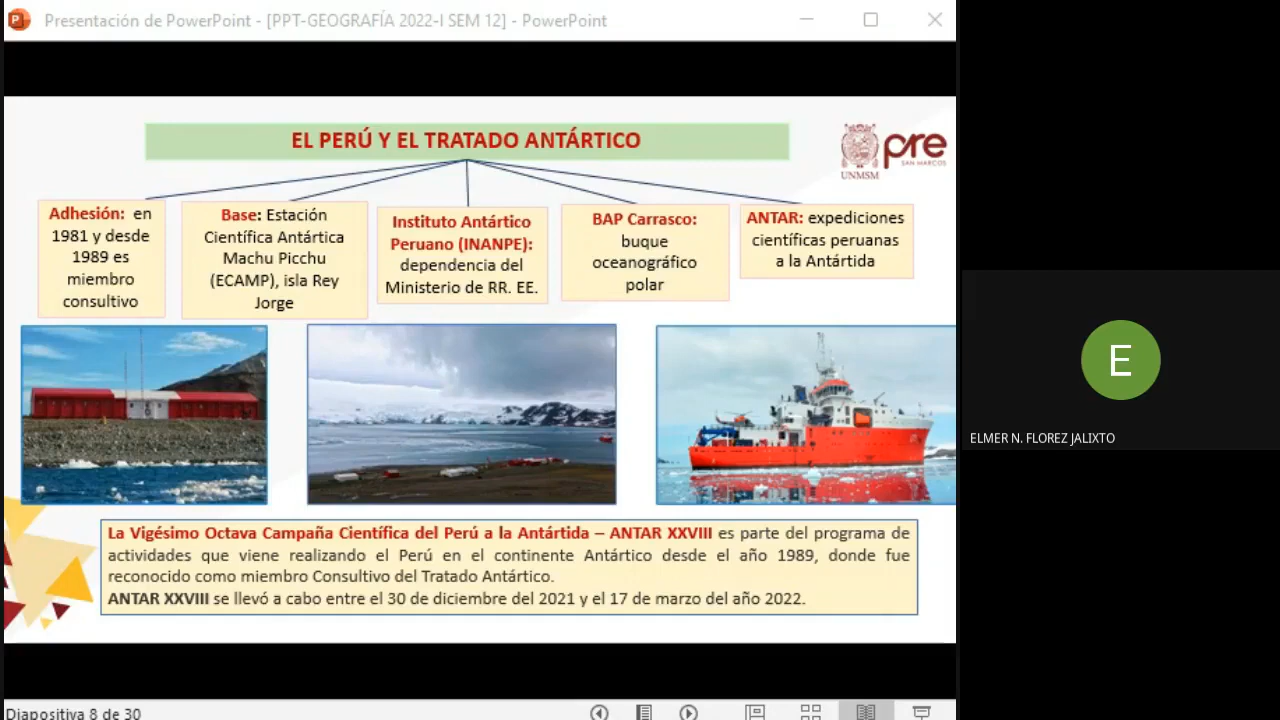 Presentación de PowerPoint - [PPT-GEOGRAFÍA 2022-I SEM 12] - PowerPoint
EL PERÚ Y EL TRATADO ANTÁRTICO
pre
SAN MARCOS
UNMSM
Adhesión: en
1981 y desde
1989 es
miembro
consultivo
Base: Estación
Científica Antártica
Machu Picchu
(ECAMP), isla Rey
Jorge
Instituto Antártico
Peruano (INANPE):
dependencia del
Ministerio de RR. EE.
BAP Carrasco:
buque
oceanográfico
polar
ANTAR: expediciones
científicas peruanas
a la Antártida
La Vigésimo Octava Campaña Científica del Perú a la Antártida – ANTAR XXVIII es parte del programa de
actividades que viene realizando el Perú en el continente Antártico desde el año 1989, donde fue
reconocido como miembro Consultivo del Tratado Antártico.
ANTAR XXVIII se llevó a cabo entre el 30 de diciembre del 2021 y el 17 de marzo del año 2022.
E
ELMER N. FLOREZ JALIXTO
Diapositiva 8 de 30